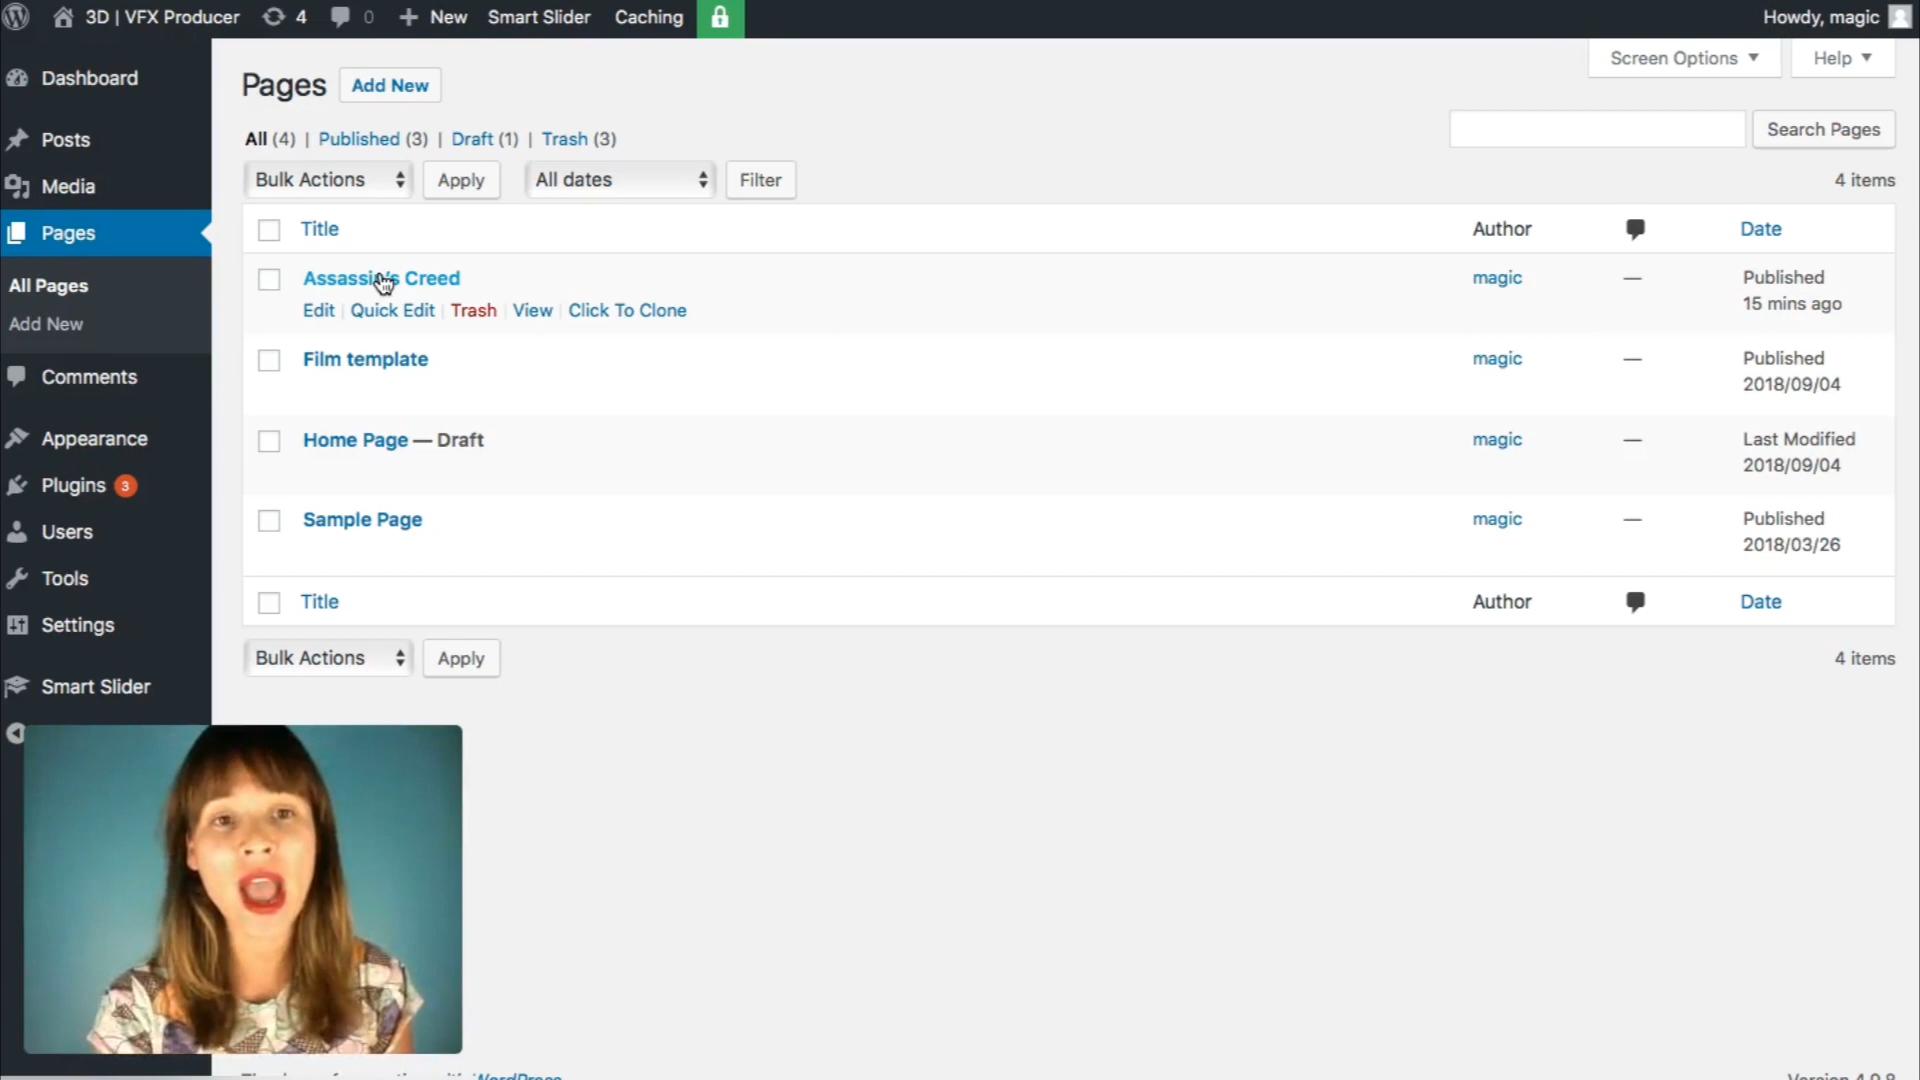 3D | VFX Producer 4 0 New Smart Slider Caching Howdy, magic
Screen Options Help
Dashboard
Posts
Media
Pages
All Pages
Add New
Comments
Appearance
Plugins 3
Users
Tools
Settings
Smart Slider
Pages Add New
All (4) | Published (3) | Draft (1) | Trash (3)
Search Pages
Bulk Actions Apply All dates Filter 4 items
Title Author Date
Assassin's Creed magic — Published
15 mins ago
Edit | Quick Edit | Trash | View | Click To Clone
Film template magic — Published
2018/09/04
Home Page — Draft magic — Last Modified
2018/09/04
Sample Page magic — Published
2018/03/26
Title Author Date
Bulk Actions Apply 4 items
WordPress